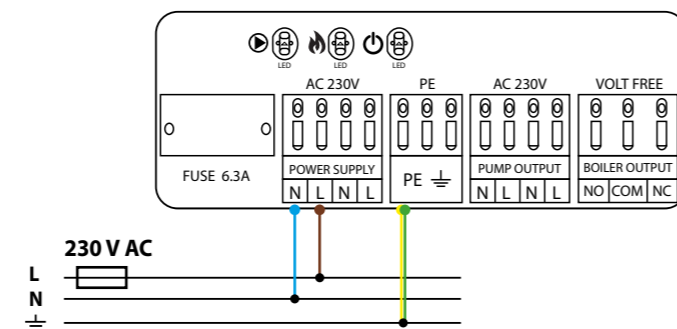 LED LED LED
AC 230V PE AC 230V VOLT FREE
FUSE 6.3A
POWER SUPPLY PE PUMP OUTPUT BOILER OUTPUT
N L N L N L N L NO COM NC
230 V AC
L
N